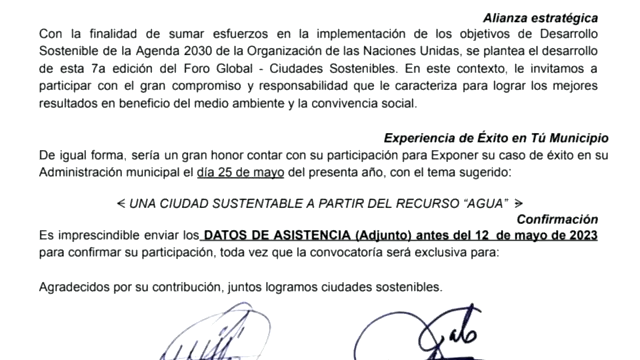 Alianza estratégica
Con la finalidad de sumar esfuerzos en la implementación de los objetivos de Desarrollo
Sostenible de la Agenda 2030 de la Organización de las Naciones Unidas, se plantea el desarrollo
de esta 7a edición del Foro Global - Ciudades Sostenibles. En este contexto, le invitamos a
participar con el gran compromiso y responsabilidad que le caracteriza para lograr los mejores
resultados en beneficio del medio ambiente y la convivencia social.
Experiencia de Éxito en Tú Municipio
De igual forma, sería un gran honor contar con su participación para Exponer su caso de éxito en su
Administración municipal el día 25 de mayo del presente año, con el tema sugerido:
< UNA CIUDAD SUSTENTABLE A PARTIR DEL RECURSO “AGUA” >
Confirmación
Es imprescindible enviar los DATOS DE ASISTENCIA (Adjunto) antes del 12 de mayo de 2023
para confirmar su participación, toda vez que la convocatoría será exclusiva para:
Agradecidos por su contribución, juntos logramos ciudades sostenibles.